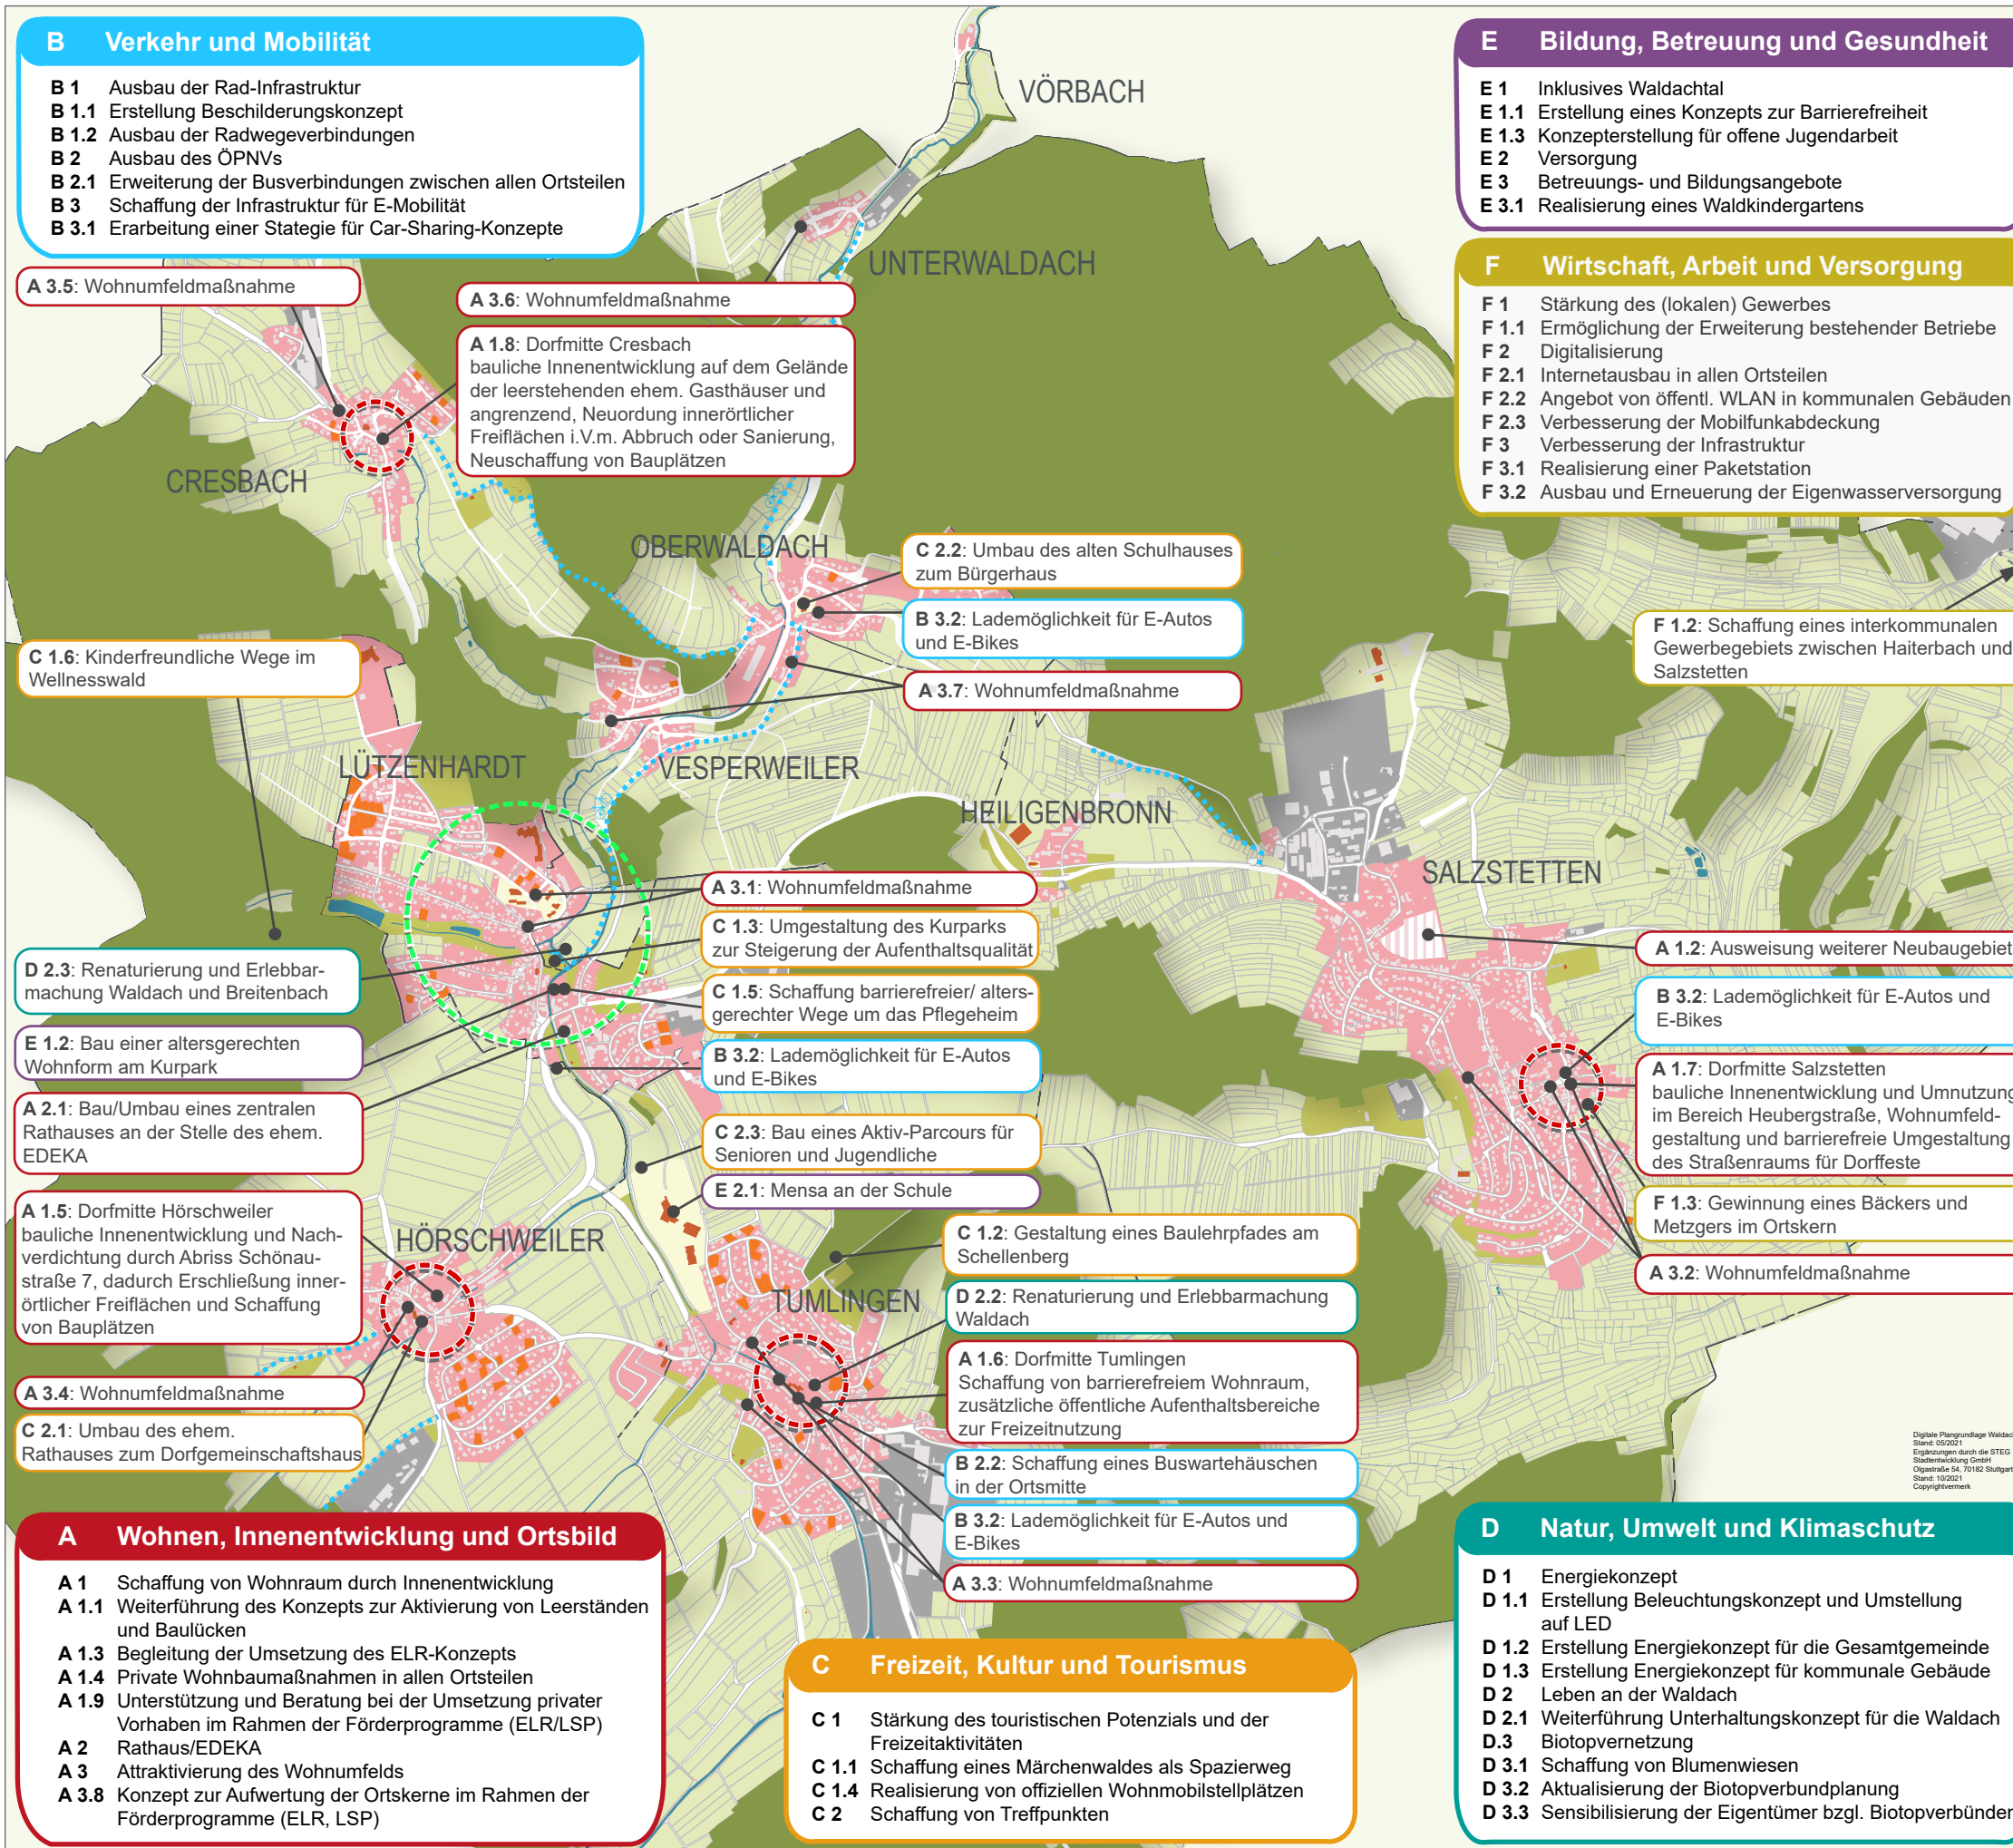 B Verkehr und Mobilität
B 1 Ausbau der Rad-Infrastruktur
B 1.1 Erstellung Beschilderungskonzept
B 1.2 Ausbau der Radwegeverbindungen
B 2 Ausbau des ÖPNVs
B 2.1 Erweiterung der Busverbindungen zwischen allen Ortsteilen
B 3 Schaffung der Infrastruktur für E-Mobilität
B 3.1 Erarbeitung einer Stategie für Car-Sharing-Konzepte
E Bildung, Betreuung und Gesundheit
E 1 Inklusives Waldachtal
E 1.1 Erstellung eines Konzepts zur Barrierefreiheit
E 1.3 Konzepterstellung für offene Jugendarbeit
E 2 Versorgung
E 3 Betreuungs- und Bildungsangebote
E 3.1 Realisierung eines Waldkindergartens
F Wirtschaft, Arbeit und Versorgung
F 1 Stärkung des (lokalen) Gewerbes
F 1.1 Ermöglichung der Erweiterung bestehender Betriebe
F 2 Digitalisierung
F 2.1 Internetausbau in allen Ortsteilen
F 2.2 Angebot von öffentl. WLAN in kommunalen Gebäuden
F 2.3 Verbesserung der Mobilfunkabdeckung
F 3 Verbesserung der Infrastruktur
F 3.1 Realisierung einer Paketstation
F 3.2 Ausbau und Erneuerung der Eigenwasserversorgung
VÖRBACH
UNTERWALDACH
A 3.5: Wohnumfeldmaßnahme
A 3.6: Wohnumfeldmaßnahme
A 1.8: Dorfmitte Cresbach
bauliche Innenentwicklung auf dem Gelände
der leerstehenden ehem. Gasthäuser und
angrenzend, Neuordung innerörtlicher
Freiflächen i.V.m. Abbruch oder Sanierung,
Neuschaffung von Bauplätzen
CRESBACH
OBERWALDACH
C 2.2: Umbau des alten Schulhauses
zum Bürgerhaus
B 3.2: Lademöglichkeit für E-Autos
und E-Bikes
A 3.7: Wohnumfeldmaßnahme
F 1.2: Schaffung eines interkommunalen
Gewerbegebiets zwischen Haiterbach und
Salzstetten
C 1.6: Kinderfreundliche Wege im
Wellnesswald
LÜTZENHARDT
VESPERWEILER
HEILIGENBRONN
SALZSTETTEN
A 3.1: Wohnumfeldmaßnahme
C 1.3: Umgestaltung des Kurparks
zur Steigerung der Aufenthaltsqualität
C 1.5: Schaffung barrierefreier/ alters-
gerechter Wege um das Pflegeheim
B 3.2: Lademöglichkeit für E-Autos
und E-Bikes
C 2.3: Bau eines Aktiv-Parcours für
Senioren und Jugendliche
E 2.1: Mensa an der Schule
D 2.3: Renaturierung und Erlebbar-
machung Waldach und Breitenbach
E 1.2: Bau einer altersgerechten
Wohnform am Kurpark
A 2.1: Bau/Umbau eines zentralen
Rathauses an der Stelle des ehem.
EDEKA
A 1.5: Dorfmitte Hörschweiler
bauliche Innenentwicklung und Nach-
verdichtung durch Abriss Schönau-
straße 7, dadurch Erschließung inner-
örtlicher Freiflächen und Schaffung
von Bauplätzen
A 3.4: Wohnumfeldmaßnahme
C 2.1: Umbau des ehem.
Rathauses zum Dorfgemeinschaftshaus
HÖRSCHWEILER
TUMLINGEN
A 1.2: Ausweisung weiterer Neubaugebiet
B 3.2: Lademöglichkeit für E-Autos und
E-Bikes
A 1.7: Dorfmitte Salzstetten
bauliche Innenentwicklung und Umnutzung
im Bereich Heubergstraße, Wohnumfeld-
gestaltung und barrierefreie Umgestaltung
des Straßenraums für Dorffeste
F 1.3: Gewinnung eines Bäckers und
Metzgers im Ortskern
A 3.2: Wohnumfeldmaßnahme
C 1.2: Gestaltung eines Baulehrpfades am
Schellenberg
D 2.2: Renaturierung und Erlebbarmachung
Waldach
A 1.6: Dorfmitte Tumlingen
Schaffung von barrierefreiem Wohnraum,
zusätzliche öffentliche Aufenthaltsbereiche
zur Freizeitnutzung
B 2.2: Schaffung eines Buswartehäuschen
in der Ortsmitte
B 3.2: Lademöglichkeit für E-Autos und
E-Bikes
A 3.3: Wohnumfeldmaßnahme
Digitale Plangrundlage Waldach
Stand: 05/2021
Ergänzungen durch die STEG
Stadtentwicklung GmbH
Olgastraße 54, 70182 Stuttgart
Stand: 10/2021
Copyrightvermerk
A Wohnen, Innenentwicklung und Ortsbild
A 1 Schaffung von Wohnraum durch Innenentwicklung
A 1.1 Weiterführung des Konzepts zur Aktivierung von Leerständen
und Baulücken
A 1.3 Begleitung der Umsetzung des ELR-Konzepts
A 1.4 Private Wohnbaumaßnahmen in allen Ortsteilen
A 1.9 Unterstützung und Beratung bei der Umsetzung privater
Vorhaben im Rahmen der Förderprogramme (ELR/LSP)
A 2 Rathaus/EDEKA
A 3 Attraktivierung des Wohnumfelds
A 3.8 Konzept zur Aufwertung der Ortskerne im Rahmen der
Förderprogramme (ELR, LSP)
C Freizeit, Kultur und Tourismus
C 1 Stärkung des touristischen Potenzials und der
Freizeitaktivitäten
C 1.1 Schaffung eines Märchenwaldes als Spazierweg
C 1.4 Realisierung von offiziellen Wohnmobilstellplätzen
C 2 Schaffung von Treffpunkten
D Natur, Umwelt und Klimaschutz
D 1 Energiekonzept
D 1.1 Erstellung Beleuchtungskonzept und Umstellung
auf LED
D 1.2 Erstellung Energiekonzept für die Gesamtgemeinde
D 1.3 Erstellung Energiekonzept für kommunale Gebäude
D 2 Leben an der Waldach
D 2.1 Weiterführung Unterhaltungskonzept für die Waldach
D.3 Biotopvernetzung
D 3.1 Schaffung von Blumenwiesen
D 3.2 Aktualisierung der Biotopverbundplanung
D 3.3 Sensibilisierung der Eigentümer bzgl. Biotopverbünden